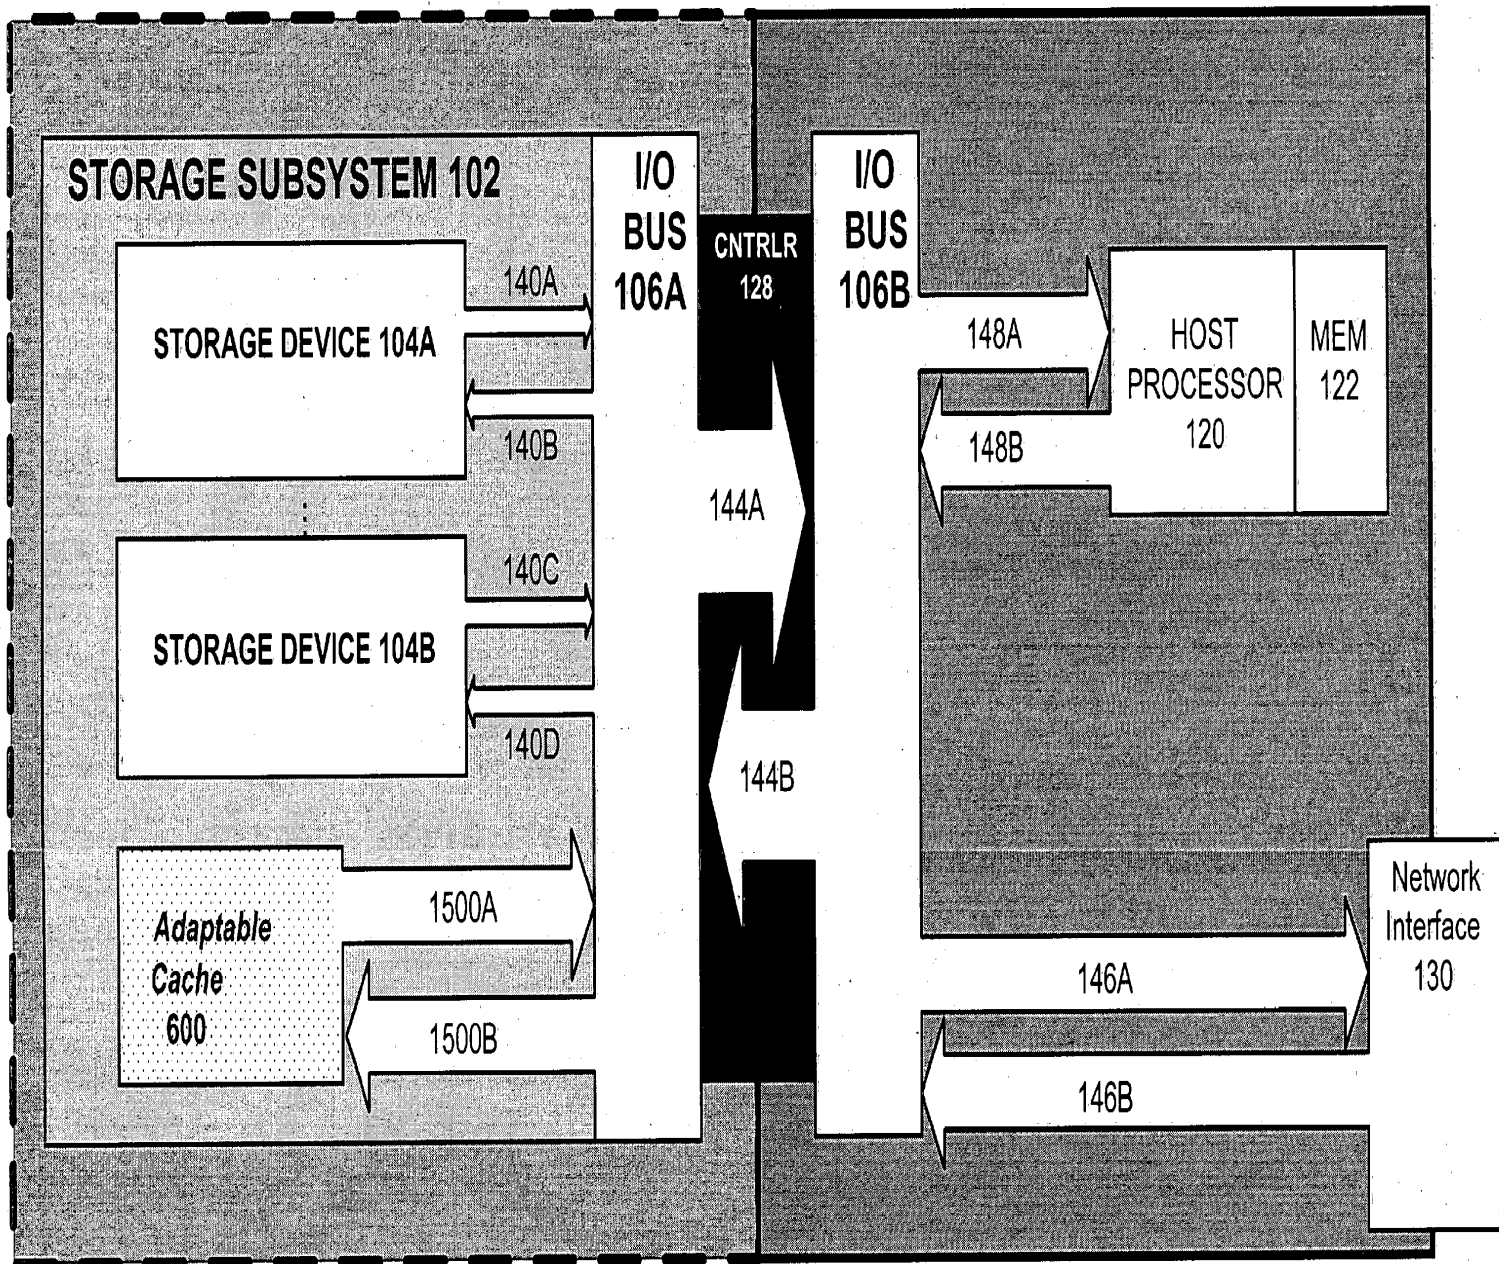 STORAGE SUBSYSTEM 102
I/O
BUS
106A
CNTRLR
128
I/O
BUS
106B
140A
STORAGE DEVICE 104A
140B
144A
148A
148B
HOST
PROCESSOR
120
MEM
122
140C
STORAGE DEVICE 104B
140D
144B
Adaptable
Cache
600
1500A
1500B
146A
146B
Network
Interface
130